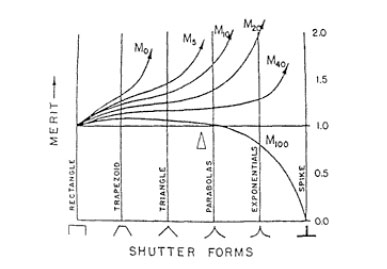 M0
M5
M10
M20
M40
M100
2.0
1.5
1.0
0.5
0.0
MERIT
RECTANGLE
TRAPEZOID
TRIANGLE
PARABOLAS
EXPONENTIALS
SPIKE
SHUTTER FORMS